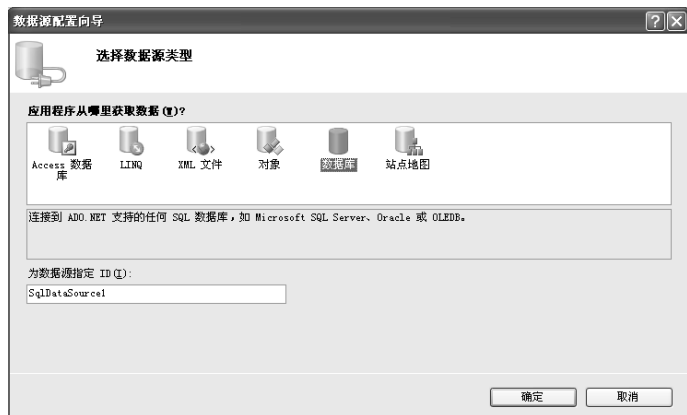 数据源配置向导
选择数据源类型
应用程序从哪里获取数据(W)?
Access 数据库
LINQ
XML 文件
对象
数据库
站点地图
连接到 ADO.NET 支持的任何 SQL 数据库，如 Microsoft SQL Server、Oracle 或 OLEDB。
为数据源指定 ID(I):
SqlDataSource1
确定
取消